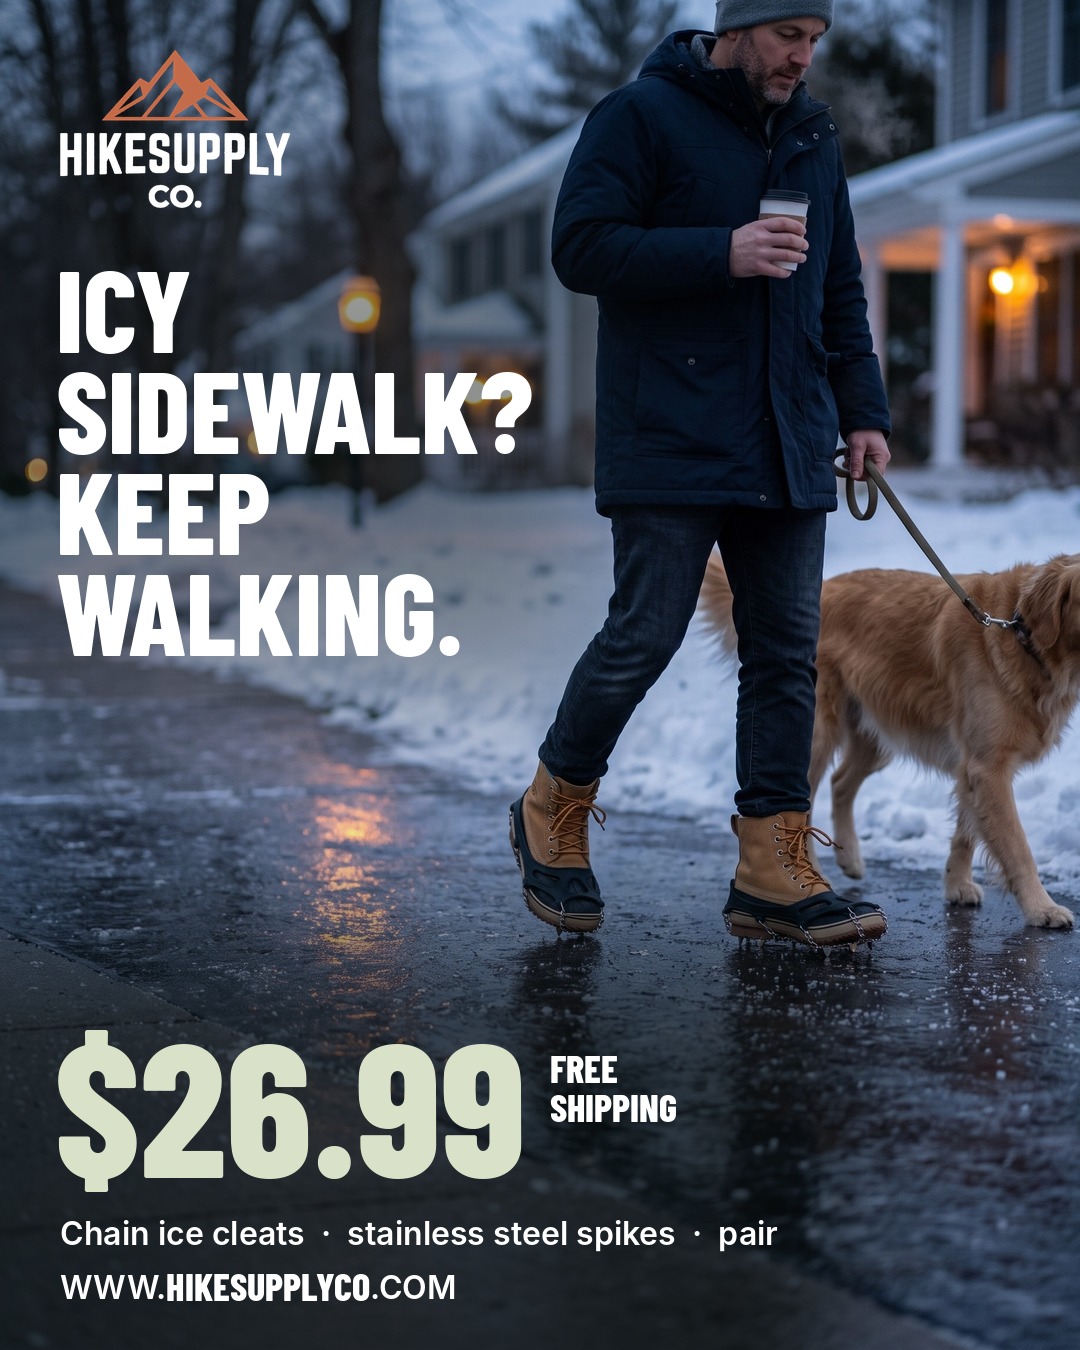 HIKESUPPLY
CO.
ICY
SIDEWALK?
KEEP
WALKING.
$26.99
FREE
SHIPPING
Chain ice cleats · stainless steel spikes · pair
WWW.HIKESUPPLYCO.COM